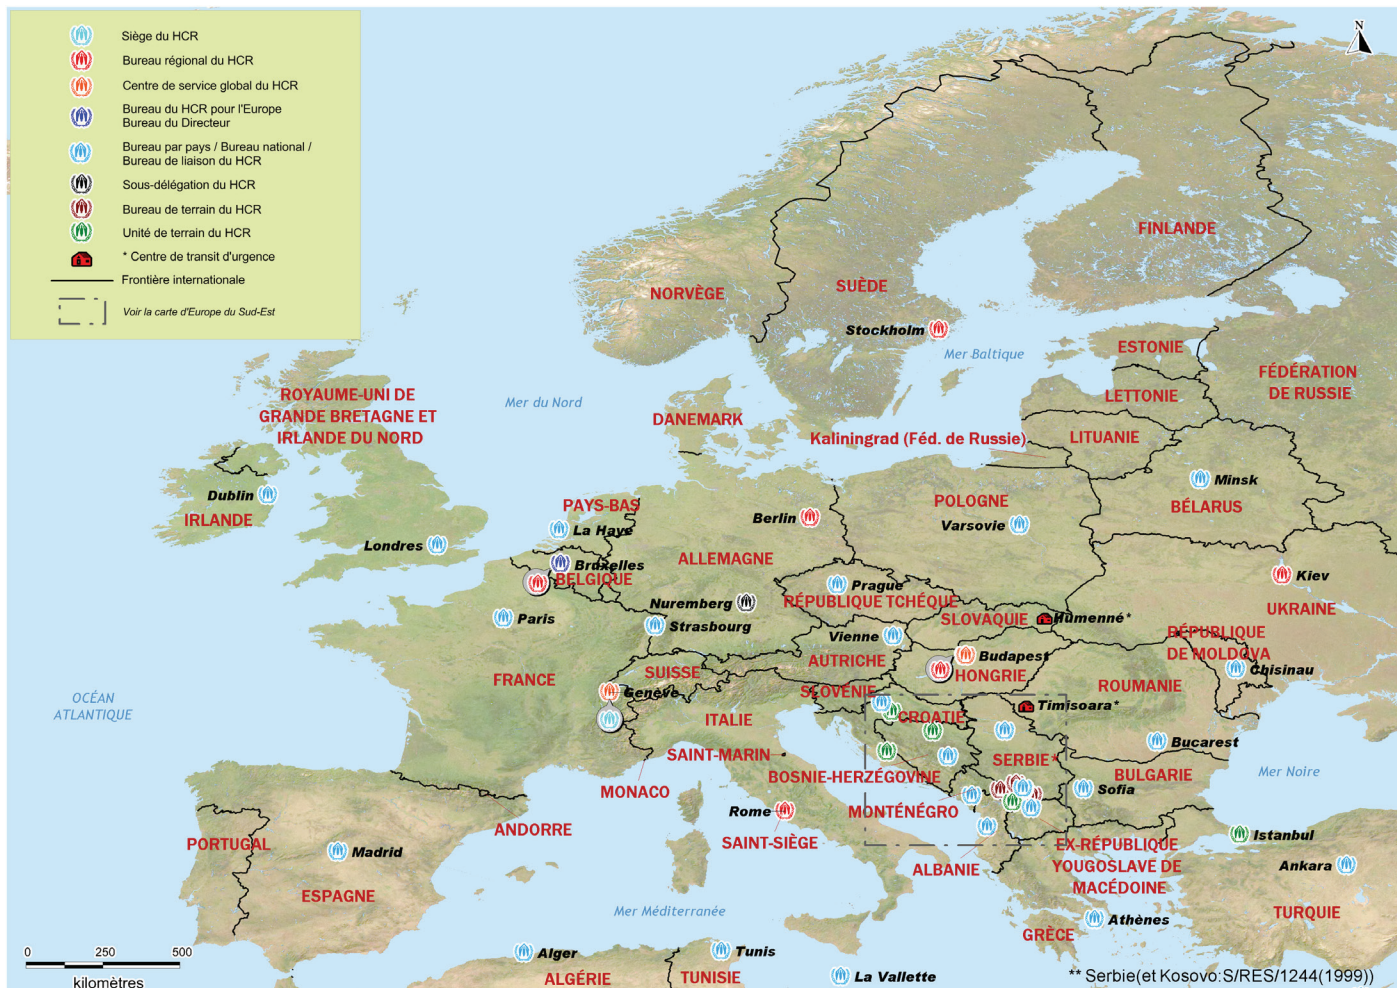 Siège du HCR
Bureau régional du HCR
Centre de service global du HCR
Bureau du HCR pour l'Europe
Bureau du Directeur
Bureau par pays / Bureau national /
Bureau de liaison du HCR
Sous-délégation du HCR
Bureau de terrain du HCR
Unité de terrain du HCR
* Centre de transit d'urgence
Frontière internationale
Voir la carte d'Europe du Sud-Est
N
FINLANDE
SUÈDE
NORVÈGE
Stockholm
Mer Baltique
ESTONIE
FÉDÉRATION
DE RUSSIE
LETTONIE
ROYAUME-UNI DE
GRANDE BRETAGNE ET
IRLANDE DU NORD
Mer du Nord
DANEMARK
Kaliningrad (Féd. de Russie)
LITUANIE
Minsk
BÉLARUS
Dublin
IRLANDE
PAYS-BAS
La Haye
Berlin
POLOGNE
Varsovie
Londres
ALLEMAGNE
Bruxelles
BELGIQUE
Kiev
UKRAINE
Prague
RÉPUBLIQUE TCHÈQUE
Nuremberg
Paris
Strasbourg
SLOVAQUIE
Humenné*
Vienne
RÉPUBLIQUE
DE MOLDOVA
Chisinau
AUTRICHE
Budapest
HONGRIE
SUISSE
FRANCE
Genève
SLOVÉNIE
ROUMANIE
OCÉAN
ATLANTIQUE
ITALIE
CROATIE
Timisoara*
SAINT-MARIN
Bucarest
SERBIE*
BOSNIE-HERZÉGOVINE
BULGARIE
Mer Noire
MONACO
Sofia
MONTÉNÉGRO
Rome
ANDORRE
SAINT-SIÈGE
PORTUGAL
Madrid
Istanbul
EX-RÉPUBLIQUE
YOUGOSLAVE DE
MACÉDOINE
Ankara
ALBANIE
ESPAGNE
Mer Méditerranée
TURQUIE
Athènes
GRÈCE
0 250 500
kilomètres
Alger
ALGÉRIE
Tunis
TUNISIE
La Vallette
** Serbie(et Kosovo:S/RES/1244(1999))